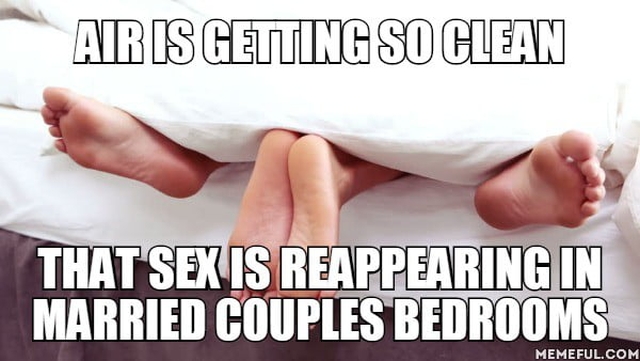 AIR IS GETTING SO CLEAN
THAT SEX IS REAPPEARING IN
MARRIED COUPLES BEDROOMS
MEMEFUL.COM